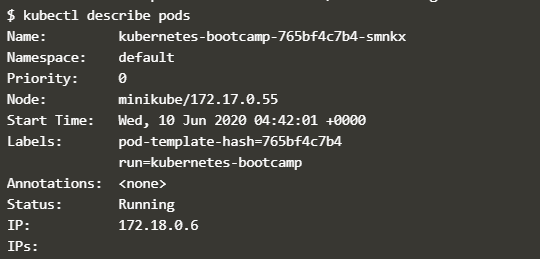 $ kubectl describe pods
Name:         kubernetes-bootcamp-765bf4c7b4-smnkx
Namespace:    default
Priority:     0
Node:         minikube/172.17.0.55
Start Time:   Wed, 10 Jun 2020 04:42:01 +0000
Labels:       pod-template-hash=765bf4c7b4
              run=kubernetes-bootcamp
Annotations:  <none>
Status:       Running
IP:           172.18.0.6
IPs: